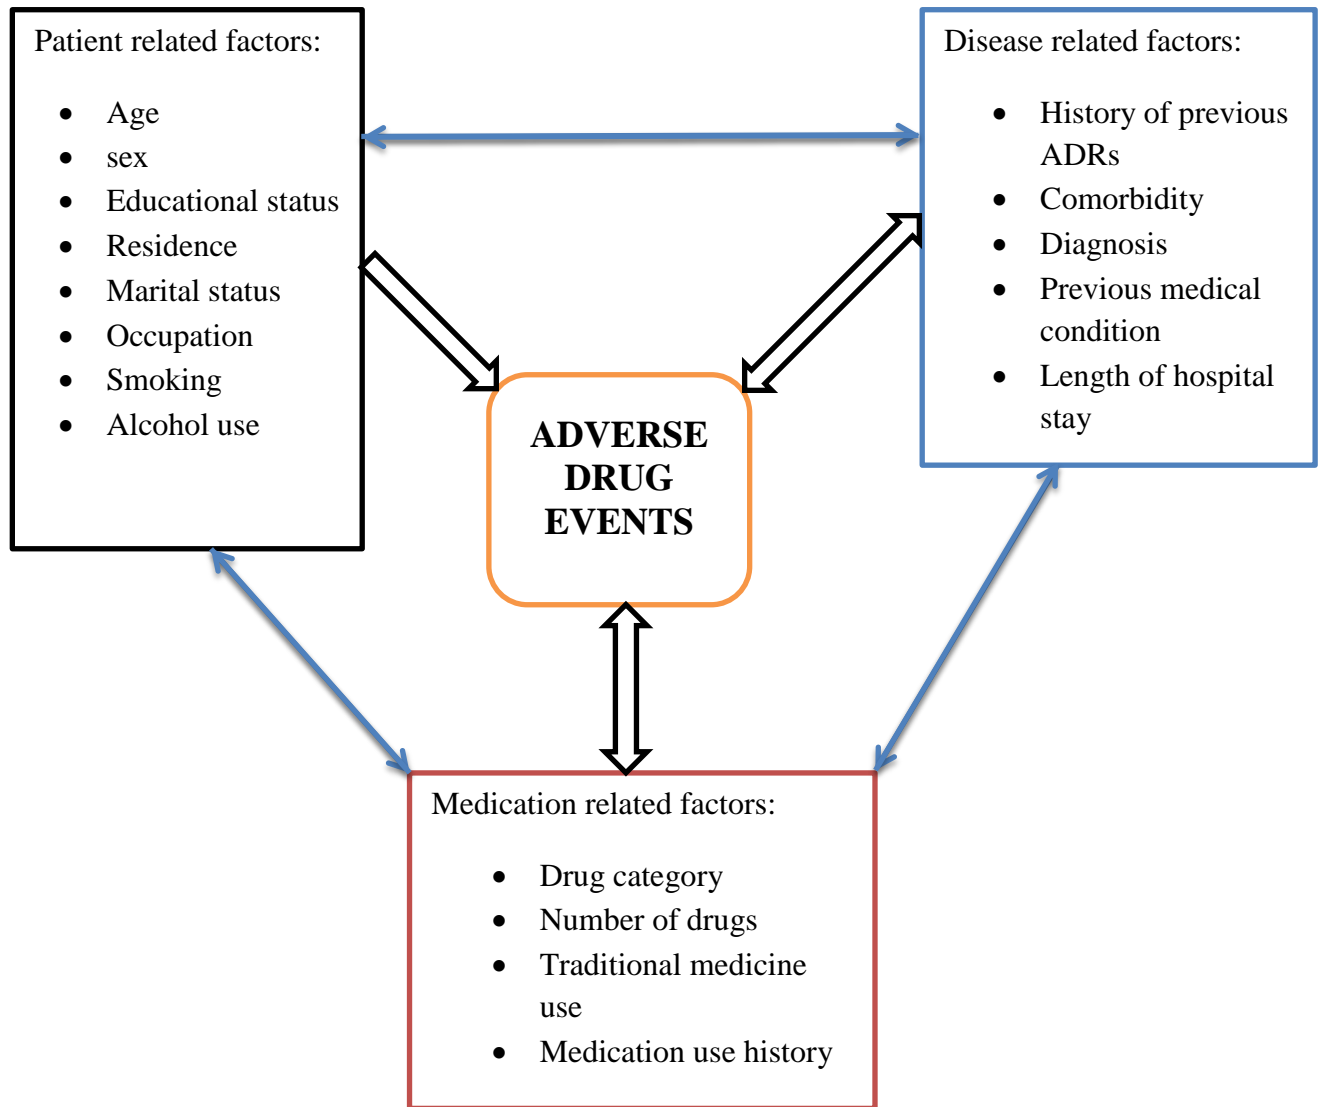 Patient related factors:
• Age
• sex
• Educational status
• Residence
• Marital status
• Occupation
• Smoking
• Alcohol use
Disease related factors:
• History of previous
ADRs
• Comorbidity
• Diagnosis
• Previous medical
condition
• Length of hospital
stay
ADVERSE
DRUG
EVENTS
Medication related factors:
• Drug category
• Number of drugs
• Traditional medicine
use
• Medication use history